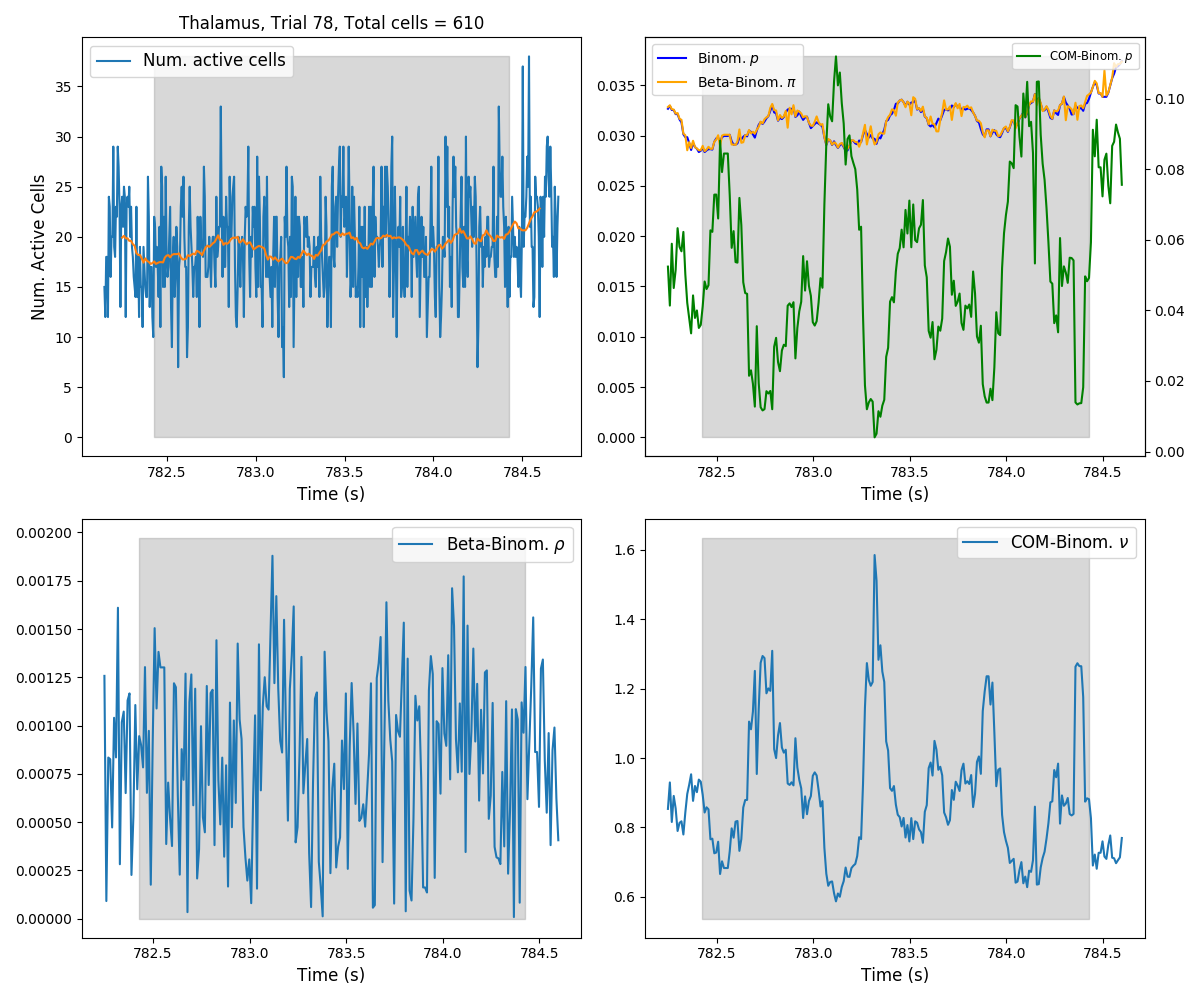 Thalamus, Trial 78, Total cells = 610
Num. active cells
Num. Active Cells
35
30
25
20
15
10
5
0
782.5 783.0 783.5 784.0 784.5
Time (s)
Binom. p
Beta-Binom. π
COM-Binom. p
0.035
0.030
0.025
0.020
0.015
0.010
0.005
0.000
0.10
0.08
0.06
0.04
0.02
0.00
782.5 783.0 783.5 784.0 784.5
Time (s)
Beta-Binom. ρ
0.00200
0.00175
0.00150
0.00125
0.00100
0.00075
0.00050
0.00025
0.00000
782.5 783.0 783.5 784.0 784.5
Time (s)
COM-Binom. ν
1.6
1.4
1.2
1.0
0.8
0.6
782.5 783.0 783.5 784.0 784.5
Time (s)